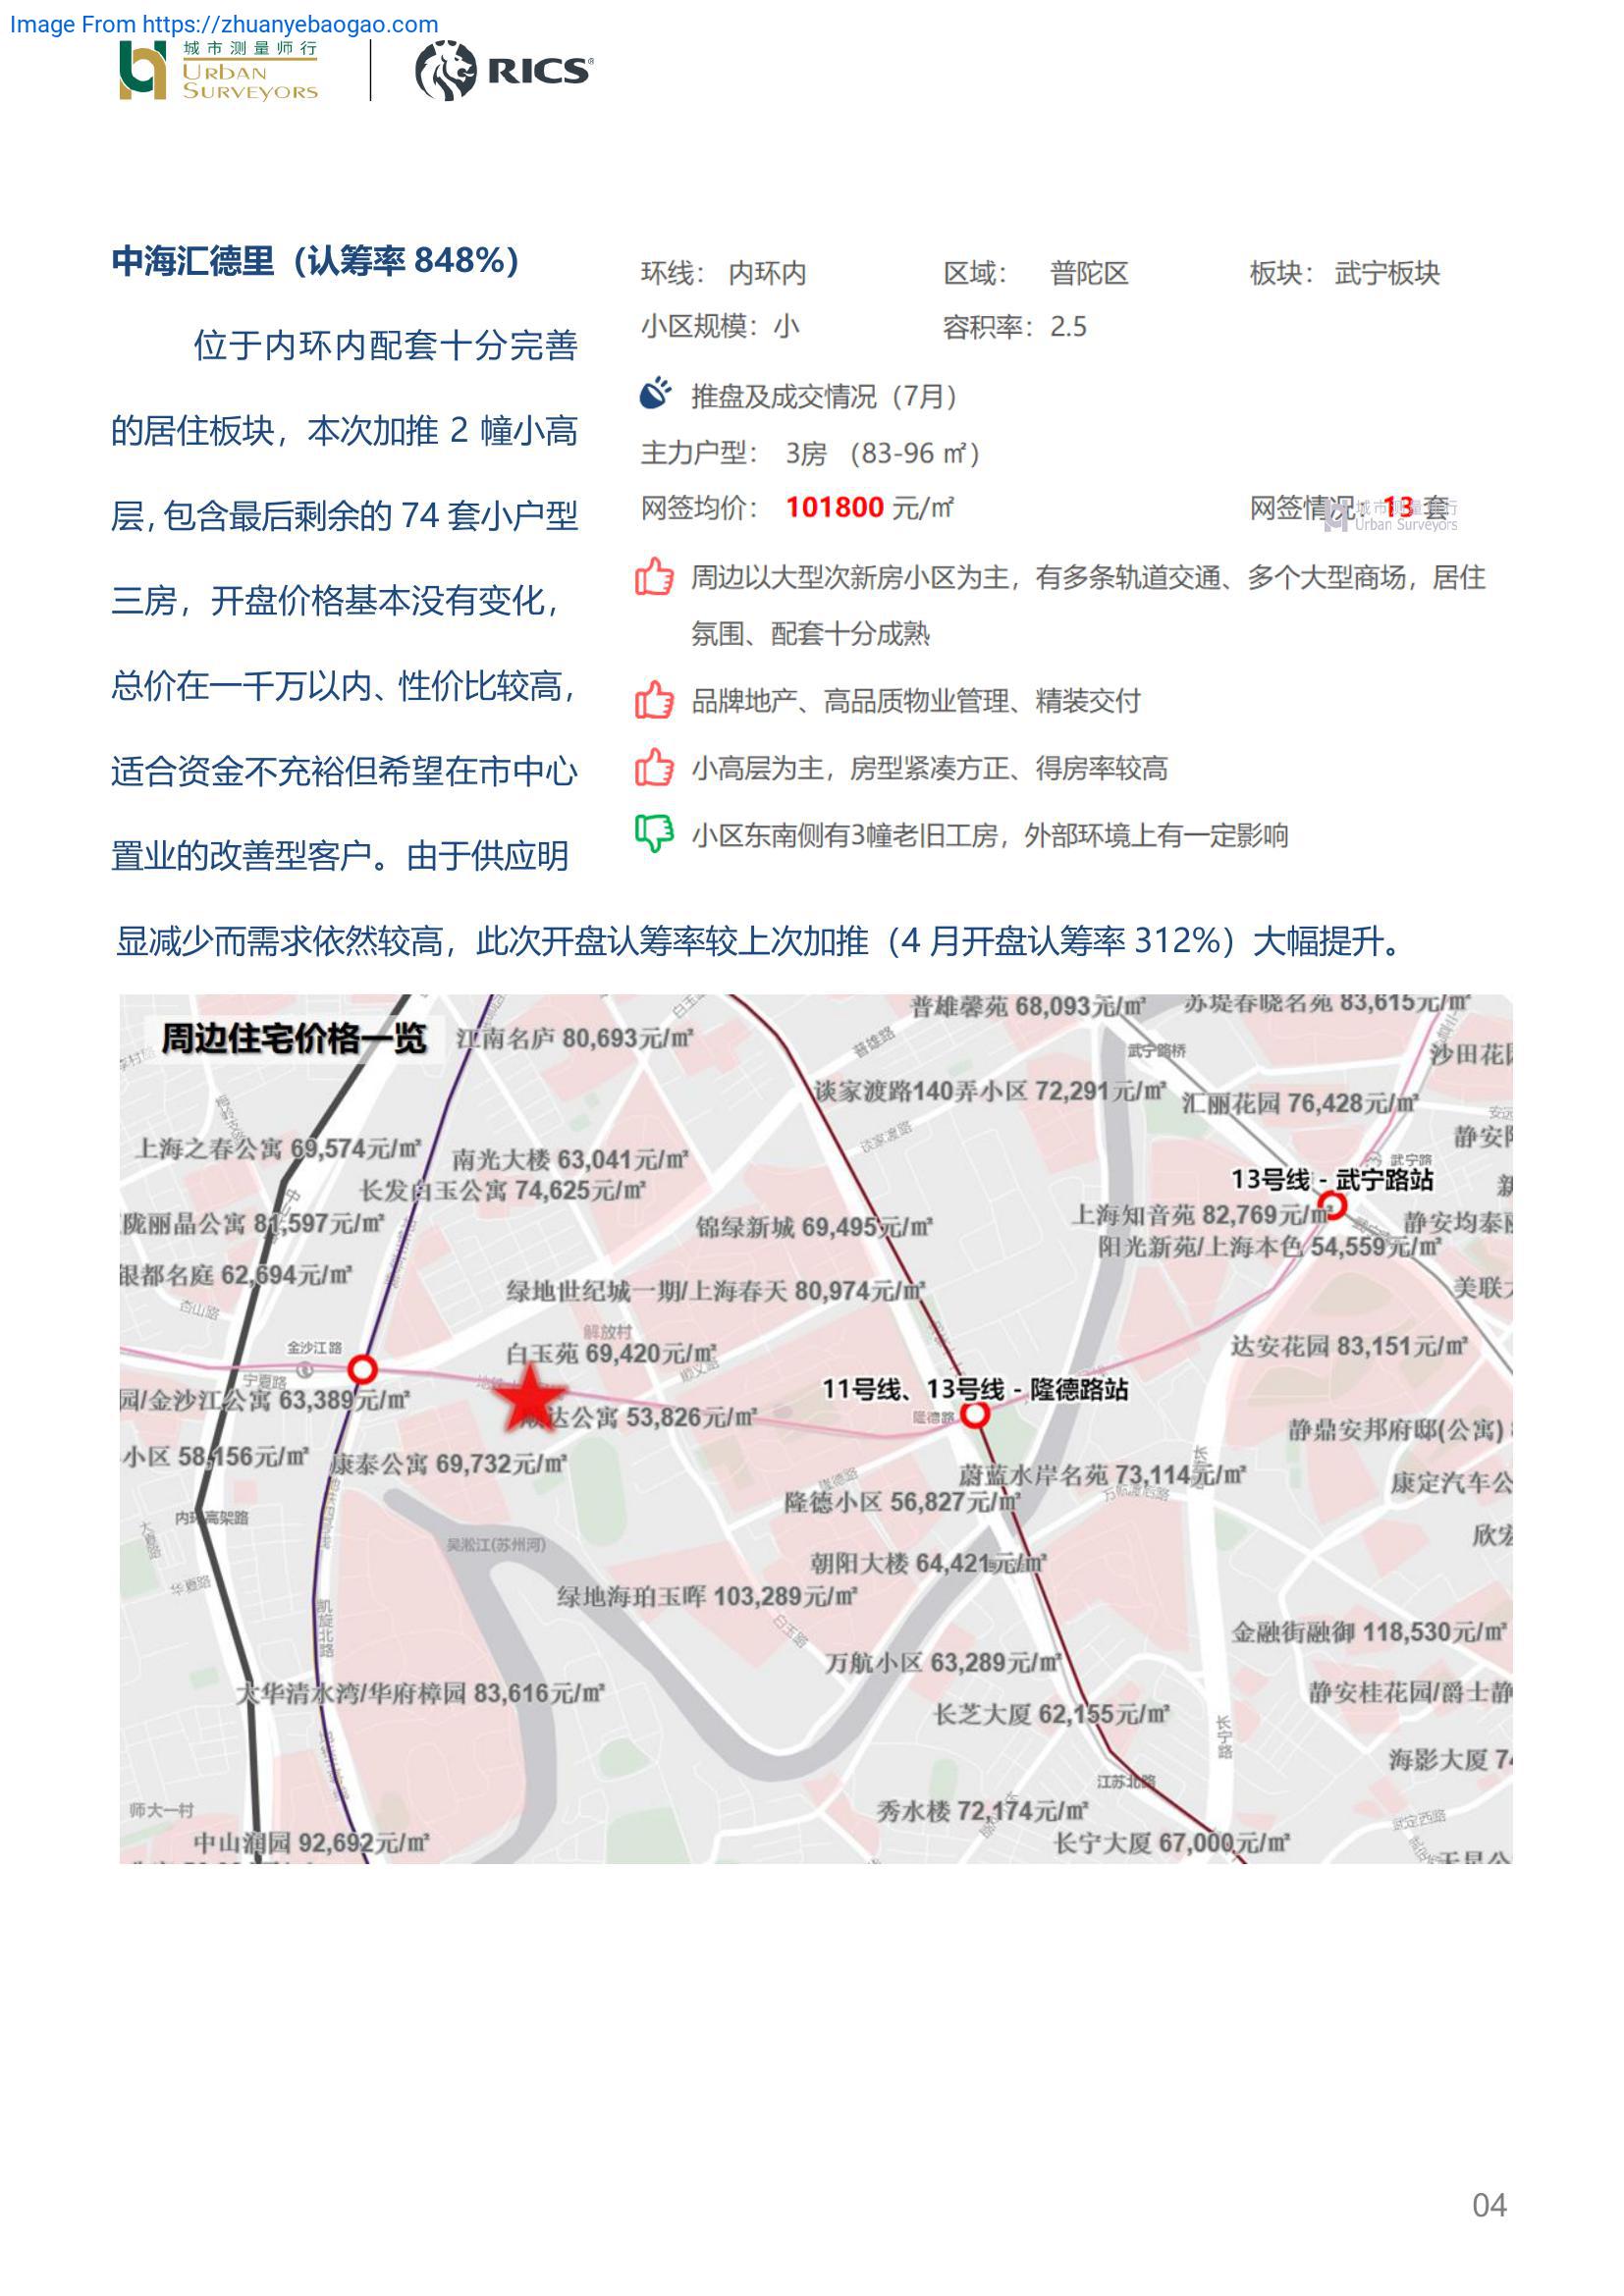 Image From https://zhuanyebaogao.com
城市测量师行
URBAN
SURVEYORS
RICS®
中海汇德里（认筹率 848%）
位于内环内配套十分完善
的居住板块，本次加推 2 幢小高
层，包含最后剩余的 74 套小户型
三房，开盘价格基本没有变化，
总价在一千万以内、性价比较高，
适合资金不充裕但希望在市中心
置业的改善型客户。由于供应明
显减少而需求依然较高，此次开盘认筹率较上次加推（4 月开盘认筹率 312%）大幅提升。
环线： 内环内 区域： 普陀区 板块： 武宁板块
小区规模：小 容积率：2.5
推盘及成交情况（7月）
主力户型： 3房 （83-96 ㎡）
网签均价： 101800 元/㎡ 网签情况：13 套
城市测量师行
Urban Surveyors
周边以大型次新房小区为主，有多条轨道交通、多个大型商场，居住
氛围、配套十分成熟
品牌地产、高品质物业管理、精装交付
小高层为主，房型紧凑方正、得房率较高
小区东南侧有3幢老旧工房，外部环境上有一定影响
周边住宅价格一览
江南名庐 80,693元/㎡
普雄馨苑 68,093元/㎡
苏堤春晓名苑 83,615元/㎡
普雄路
武宁路桥
沙田花
谈家渡路140弄小区 72,291元/㎡
汇丽花园 76,428元/㎡
谈家渡路
安远
静安
上海之春公寓 69,574元/㎡
南光大楼 63,041元/㎡
长发白玉公寓 74,625元/㎡
武宁路
13号线 - 武宁路站
新
陇丽晶公寓 81,597元/㎡
锦绿新城 69,495元/㎡
上海知音苑 82,769元/㎡
静安均泰
阳光新苑/上海本色 54,559元/㎡
银都名庭 62,694元/㎡
绿地世纪城一期/上海春天 80,974元/㎡
美联
杏山路
解放村
金沙江路
白玉苑 69,420元/㎡
达安花园 83,151元/㎡
宁夏路
顺义路
11号线、13号线 - 隆德路站
园/金沙江公寓 63,389元/㎡
顺达公寓 53,826元/㎡
隆德路
静鼎安邦府邸(公寓)
小区 58,156元/㎡
康泰公寓 69,732元/㎡
蔚蓝水岸名苑 73,114元/㎡
隆德路
康定汽车公
隆德小区 56,827元/㎡
万航渡后路
内环高架路
大夏路
吴淞江(苏州河)
欣宏
朝阳大楼 64,421元/㎡
华夏路
绿地海珀玉晖 103,289元/㎡
凯旋北路
白玉路
金融街融御 118,530元/㎡
万航小区 63,289元/㎡
大华清水湾/华府樟园 83,616元/㎡
静安桂花园/爵士静
长芝大厦 62,155元/㎡
长宁路
海影大厦 7
江苏北路
师大一村
秀水楼 72,174元/㎡
武定西路
中山润园 92,692元/㎡
长宁大厦 67,000元/㎡
04